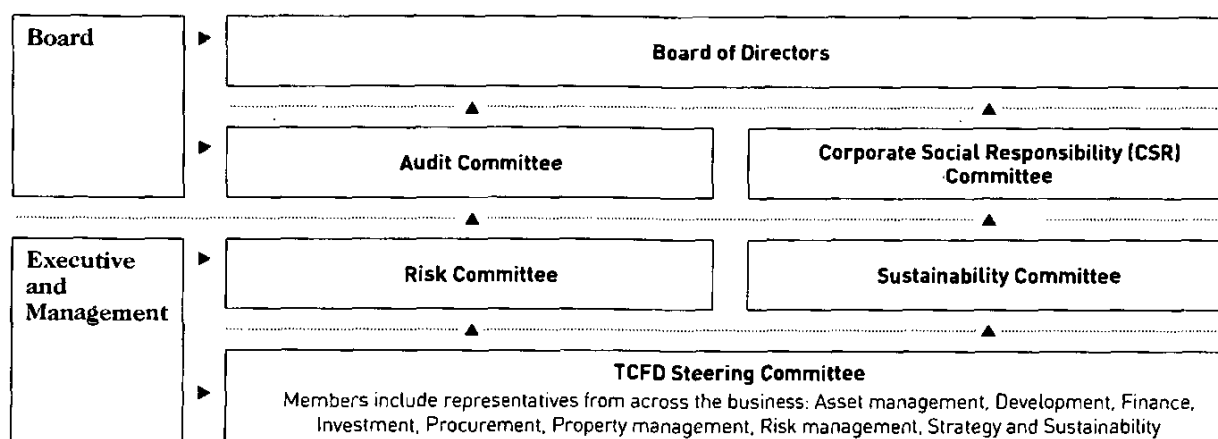 Board
Board of Directors
Audit Committee
Corporate Social Responsibility (CSR)
Committee
Executive
and
Management
Risk Committee
Sustainability Committee
TCFD Steering Committee
Members include representatives from across the business: Asset management, Development, Finance,
Investment, Procurement, Property management, Risk management, Strategy and Sustainability